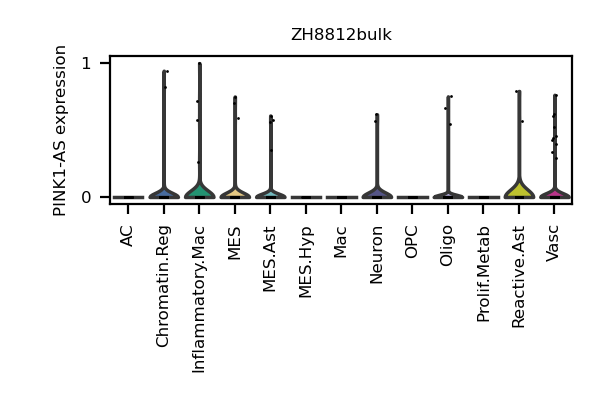 ZH8812bulk
PINK1-AS expression
1
0
AC
Chromatin.Reg
Inflammatory.Mac
MES
MES.Ast
MES.Hyp
Mac
Neuron
OPC
Oligo
Prolif.Metab
Reactive.Ast
Vasc